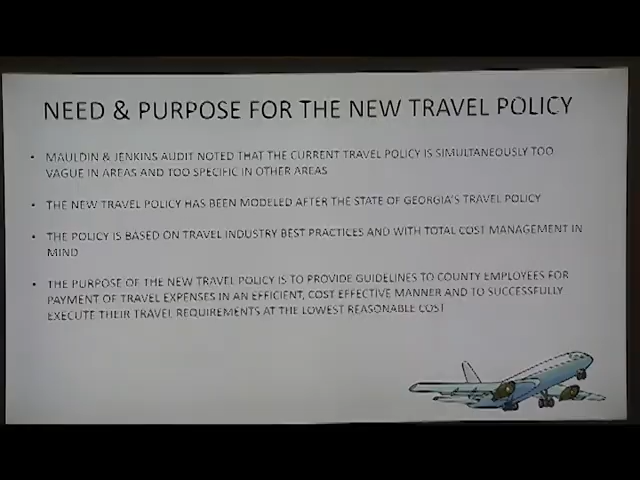 NEED & PURPOSE FOR THE NEW TRAVEL POLICY
• MAULDIN & JENKINS AUDIT NOTED THAT THE CURRENT TRAVEL POLICY IS SIMULTANEOUSLY TOO
VAGUE IN AREAS AND TOO SPECIFIC IN OTHER AREAS
• THE NEW TRAVEL POLICY HAS BEEN MODELED AFTER THE STATE OF GEORGIA'S TRAVEL POLICY
• THE POLICY IS BASED ON TRAVEL INDUSTRY BEST PRACTICES AND WITH TOTAL COST MANAGEMENT IN
MIND
• THE PURPOSE OF THE NEW TRAVEL POLICY IS TO PROVIDE GUIDELINES TO COUNTY EMPLOYEES FOR
PAYMENT OF TRAVEL EXPENSES IN AN EFFICIENT, COST EFFECTIVE MANNER AND TO SUCCESSFULLY
EXECUTE THEIR TRAVEL REQUIREMENTS AT THE LOWEST REASONABLE COST